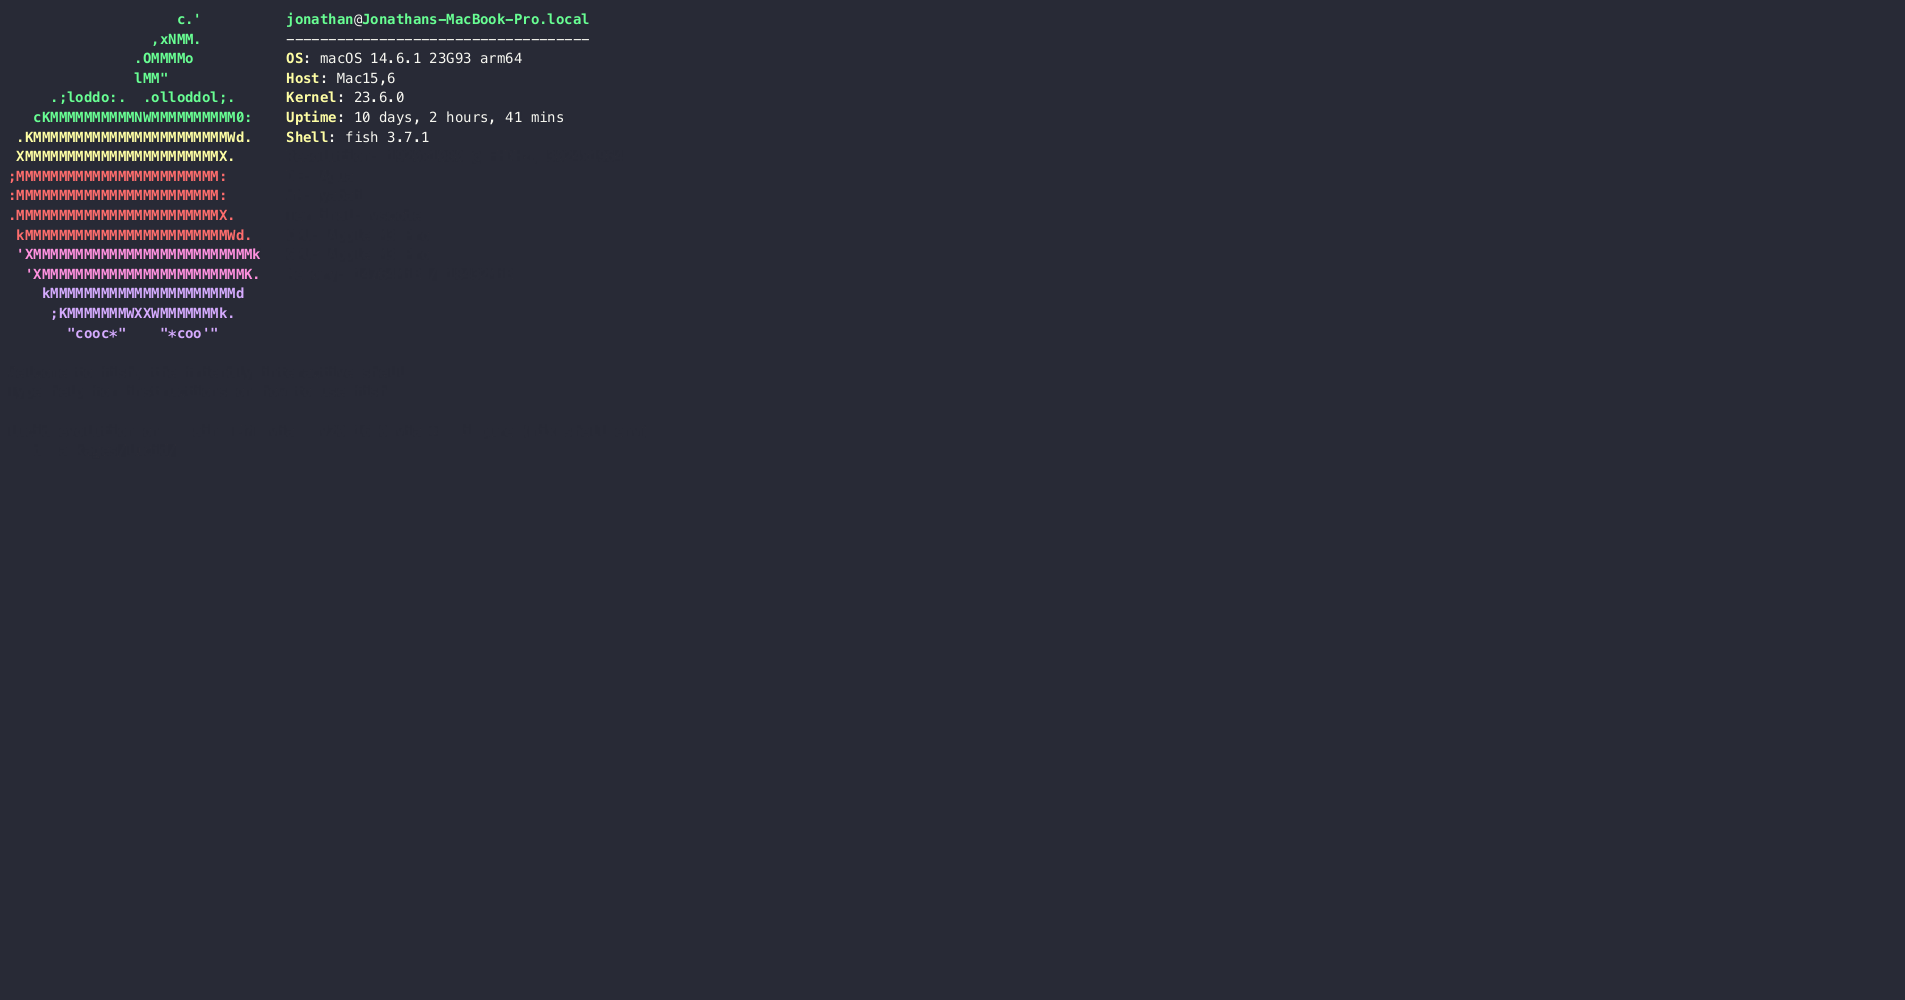 c.'
                 ,xNMM.
               .OMMMMo
               lMM"
     .;loddo:.  .olloddol;.
   cKMMMMMMMMMMNWMMMMMMMMMM0:
 .KMMMMMMMMMMMMMMMMMMMMMMMWd.
 XMMMMMMMMMMMMMMMMMMMMMMMX.
;MMMMMMMMMMMMMMMMMMMMMMMM:
:MMMMMMMMMMMMMMMMMMMMMMMM:
.MMMMMMMMMMMMMMMMMMMMMMMMX.
 kMMMMMMMMMMMMMMMMMMMMMMMMWd.
 'XMMMMMMMMMMMMMMMMMMMMMMMMMMk
  'XMMMMMMMMMMMMMMMMMMMMMMMMK.
    kMMMMMMMMMMMMMMMMMMMMMMd
     ;KMMMMMMMWXXWMMMMMMMk.
       "cooc*"    "*coo'"
jonathan@Jonathans-MacBook-Pro.local
------------------------------------
OS: macOS 14.6.1 23G93 arm64
Host: Mac15,6
Kernel: 23.6.0
Uptime: 10 days, 2 hours, 41 mins
Shell: fish 3.7.1